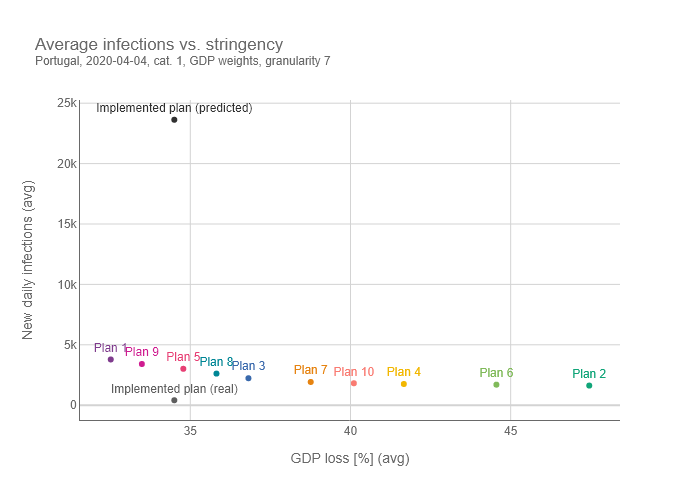 Average infections vs. stringency
Portugal, 2020-04-04, cat. 1, GDP weights, granularity 7
25k
Implemented plan (predicted)
20k
15k
10k
5k
Plan 1
Plan 9
Plan 5
Plan 8
Plan 3
Plan 7
Plan 10
Plan 4
Plan 6
Plan 2
Implemented plan (real)
0
New daily infections (avg)
35
40
45
GDP loss [%] (avg)